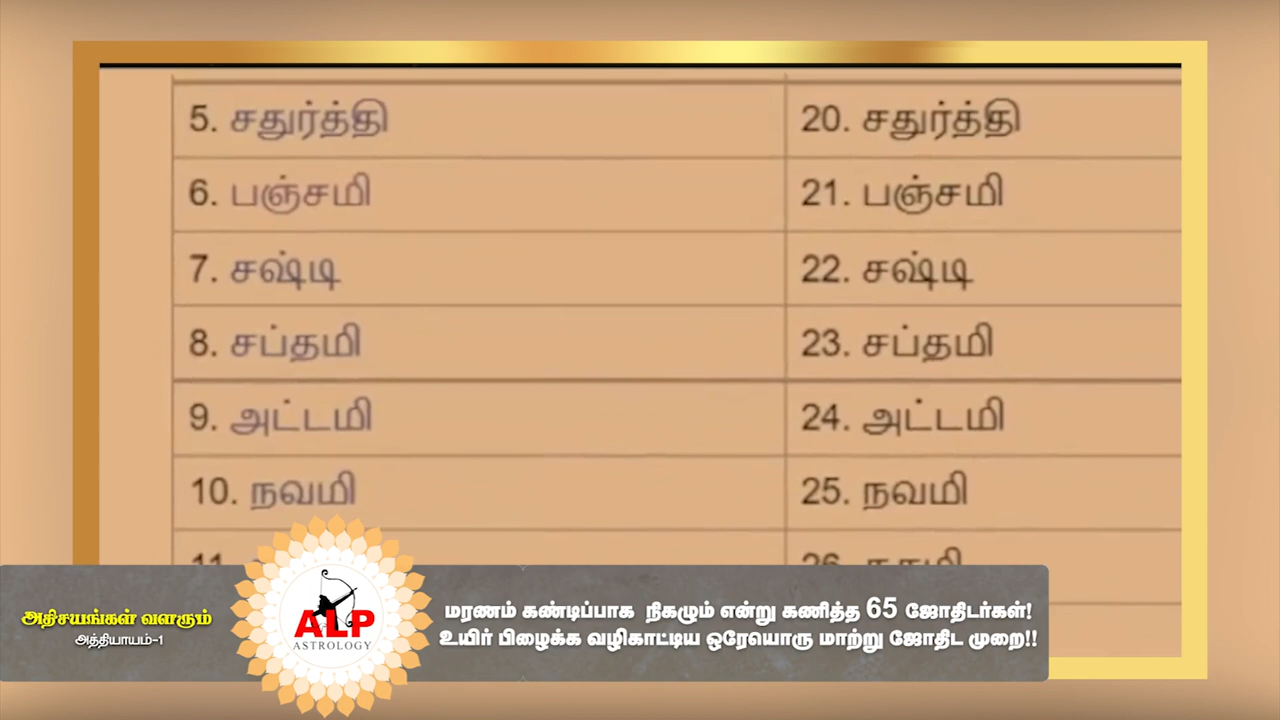 5. சதுர்த்தி 20. சதுர்த்தி
6. பஞ்சமி 21. பஞ்சமி
7. சஷ்டி 22. சஷ்டி
8. சப்தமி 23. சப்தமி
9. அட்டமி 24. அட்டமி
10. நவமி 25. நவமி
அதிசயங்கள் வளரும்
அத்தியாயம்-1
ALP
ASTROLOGY
மரணம் கண்டிப்பாக நிகழும் என்று கணித்த 65 ஜோதிடர்கள்!
உயிர் பிழைக்க வழிகாட்டிய ஒரேயொரு மாற்று ஜோதிட முறை!!